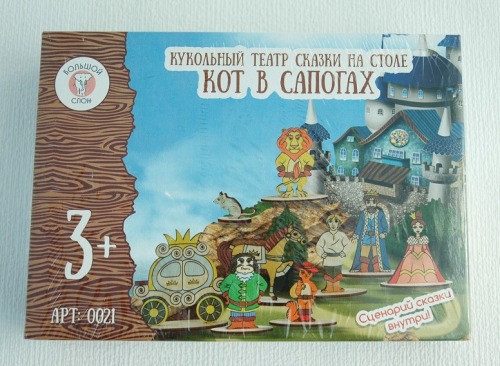 БОЛЬШОЙ
СЛОН
КУКОЛЬНЫЙ ТЕАТР СКАЗКИ НА СТОЛЕ
КОТ В САПОГАХ
3+
АРТ: 0021
Сценарий сказки
внутри!